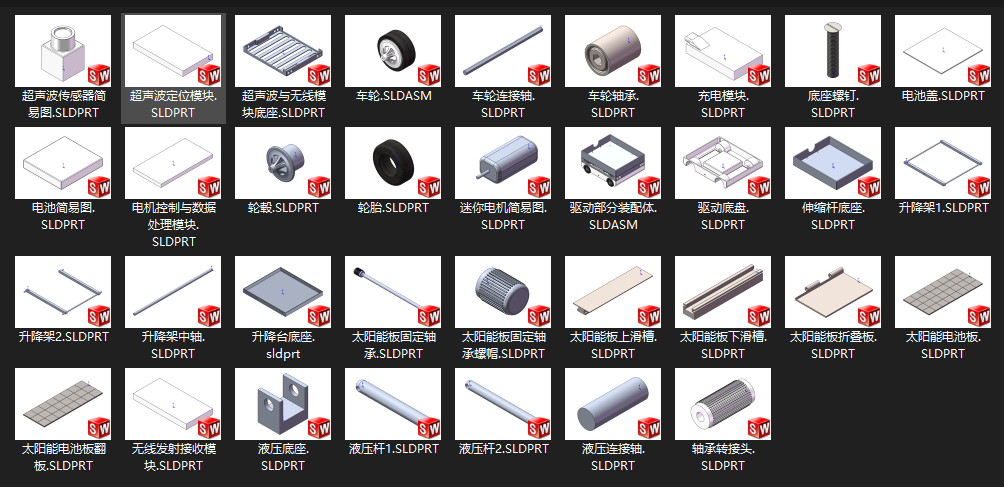 超声波传感器简
易图.SLDPRT
超声波定位模块.
SLDPRT
超声波与无线模
块底座.SLDPRT
车轮.SLDASM
车轮连接轴.
SLDPRT
车轮轴承.
SLDPRT
充电模块.
SLDPRT
底座螺钉.
SLDPRT
电池盖.SLDPRT
电池简易图.
SLDPRT
电机控制与数据
处理模块.
SLDPRT
轮毂.SLDPRT
轮胎.SLDPRT
迷你电机简易图.
SLDPRT
驱动部分装配体.
SLDASM
驱动底盘.
SLDPRT
伸缩杆底座.
SLDPRT
升降架1.SLDPRT
升降架2.SLDPRT
升降架中轴.
SLDPRT
升降台底座.
sldprt
太阳能板固定轴
承.SLDPRT
太阳能板固定轴
承螺帽.SLDPRT
太阳能板上滑槽.
SLDPRT
太阳能板下滑槽.
SLDPRT
太阳能板折叠板.
SLDPRT
太阳能电池板.
SLDPRT
太阳能电池板翻
板.SLDPRT
无线发射接收模
块.SLDPRT
液压底座.
SLDPRT
液压杆1.SLDPRT
液压杆2.SLDPRT
液压连接轴.
SLDPRT
轴承转接头.
SLDPRT